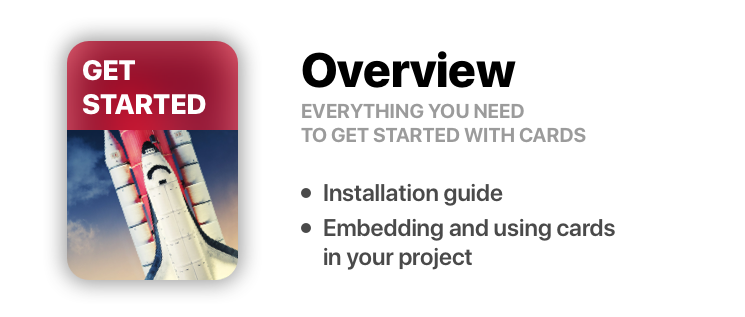 GET
STARTED
Overview
EVERYTHING YOU NEED
TO GET STARTED WITH CARDS
• Installation guide
• Embedding and using cards
in your project